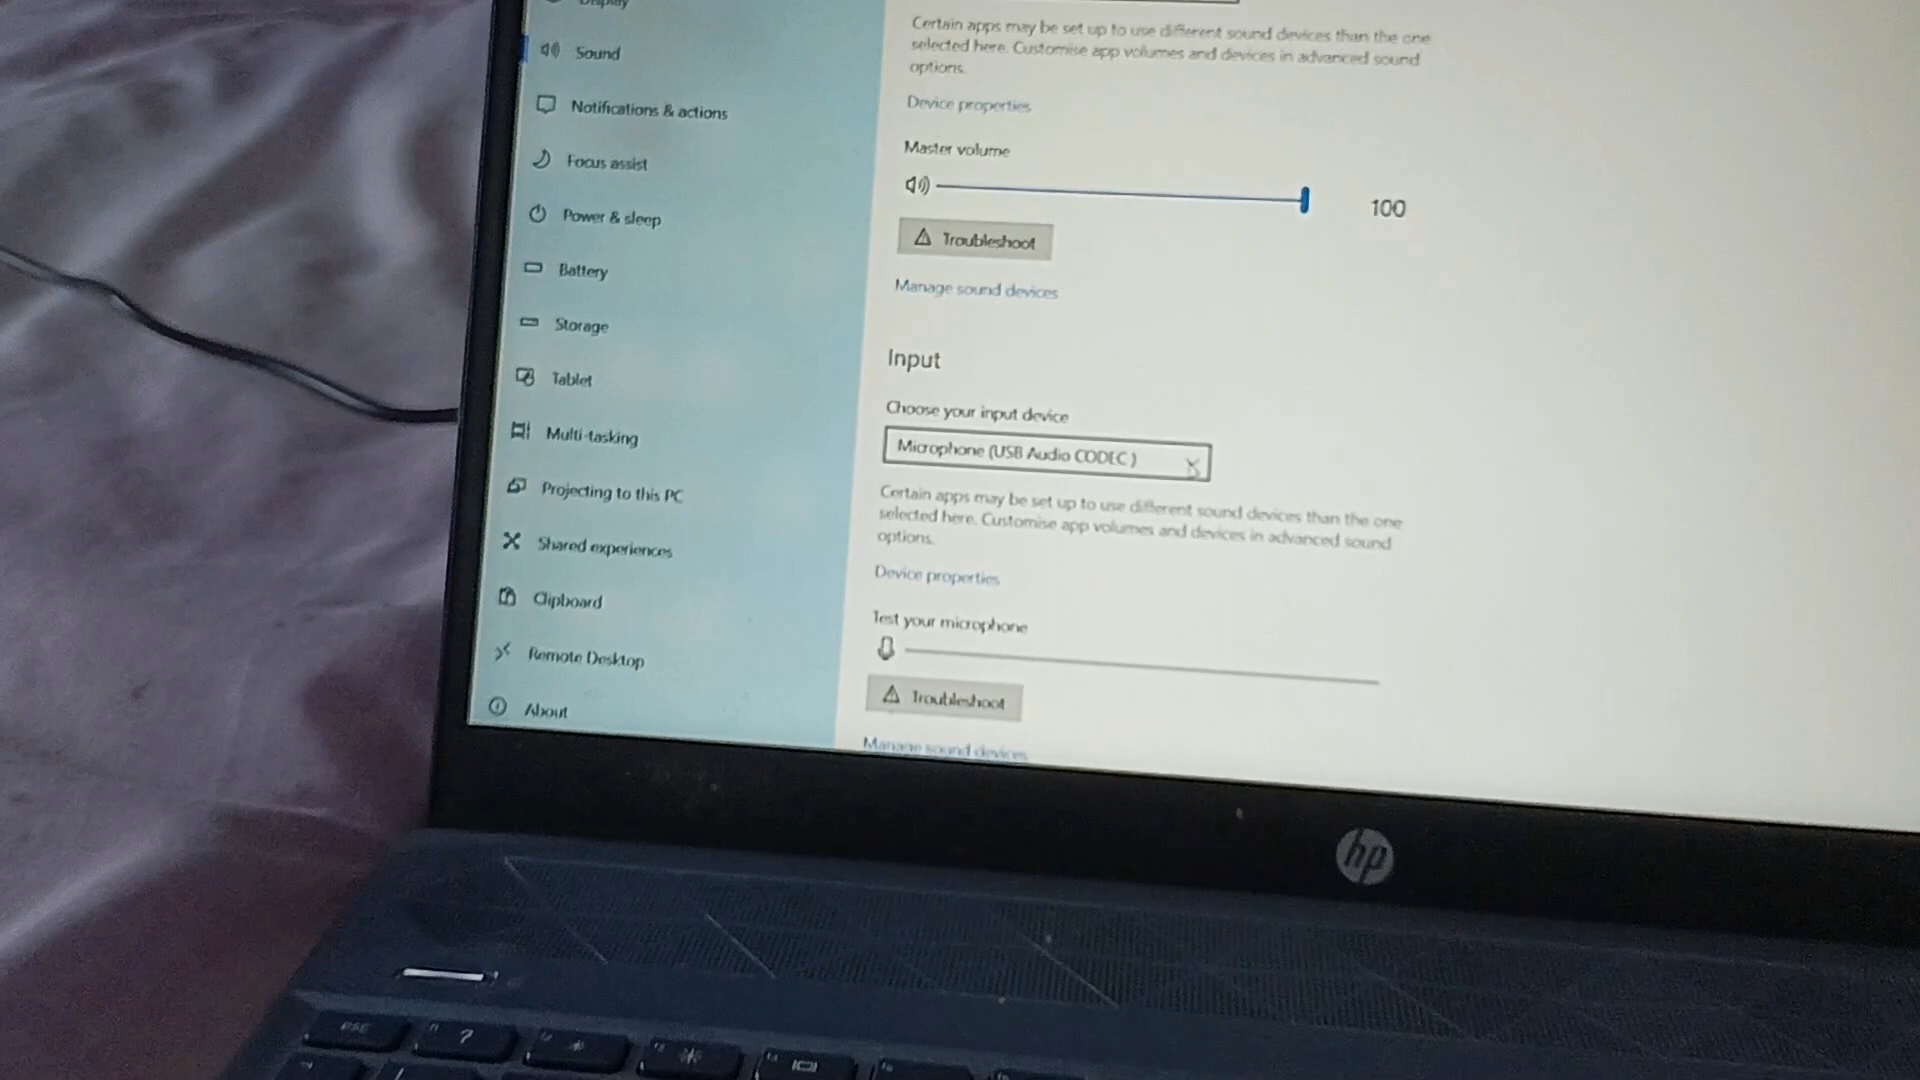 Display
Sound
Notifications & actions
Focus assist
Power & sleep
Battery
Storage
Tablet
Multi-tasking
Projecting to this PC
Shared experiences
Clipboard
Remote Desktop
About
Certain apps may be set up to use different sound devices than the one
selected here. Customise app volumes and devices in advanced sound
options.
Device properties
Master volume
100
Troubleshoot
Manage sound devices
Input
Choose your input device
Microphone (USB Audio CODEC )
Certain apps may be set up to use different sound devices than the one
selected here. Customise app volumes and devices in advanced sound
options.
Device properties
Test your microphone
Troubleshoot
Manage sound devices
hp
esc
?